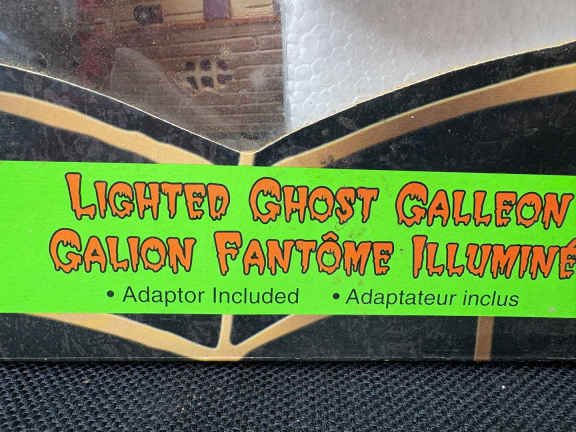 LIGHTED GHOST GALLEON
GALION FANTÔME ILLUMINÉ
• Adaptor Included • Adaptateur inclus